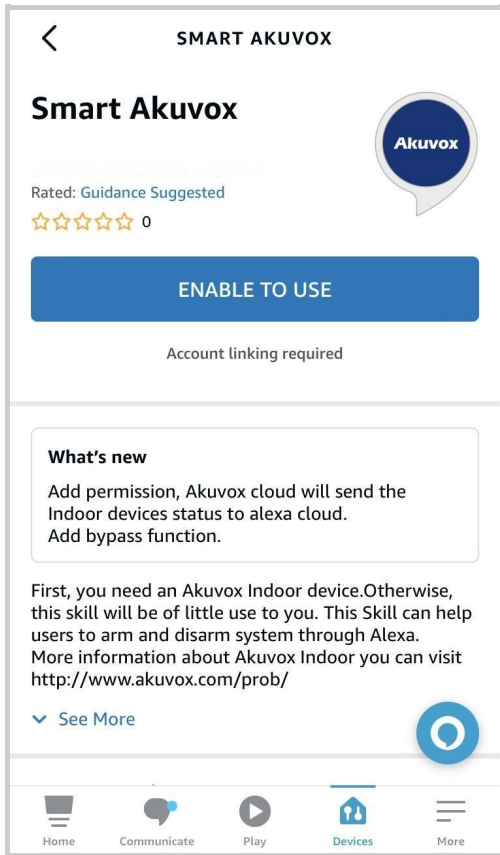 SMART AKUVOX
Smart Akuvox
Akuvox
Rated: Guidance Suggested
0
ENABLE TO USE
Account linking required
What's new
Add permission, Akuvox cloud will send the
Indoor devices status to alexa cloud.
Add bypass function.
First, you need an Akuvox Indoor device.Otherwise,
this skill will be of little use to you. This Skill can help
users to arm and disarm system through Alexa.
More information about Akuvox Indoor you can visit
http://www.akuvox.com/prob/
See More
Home Communicate Play Devices More